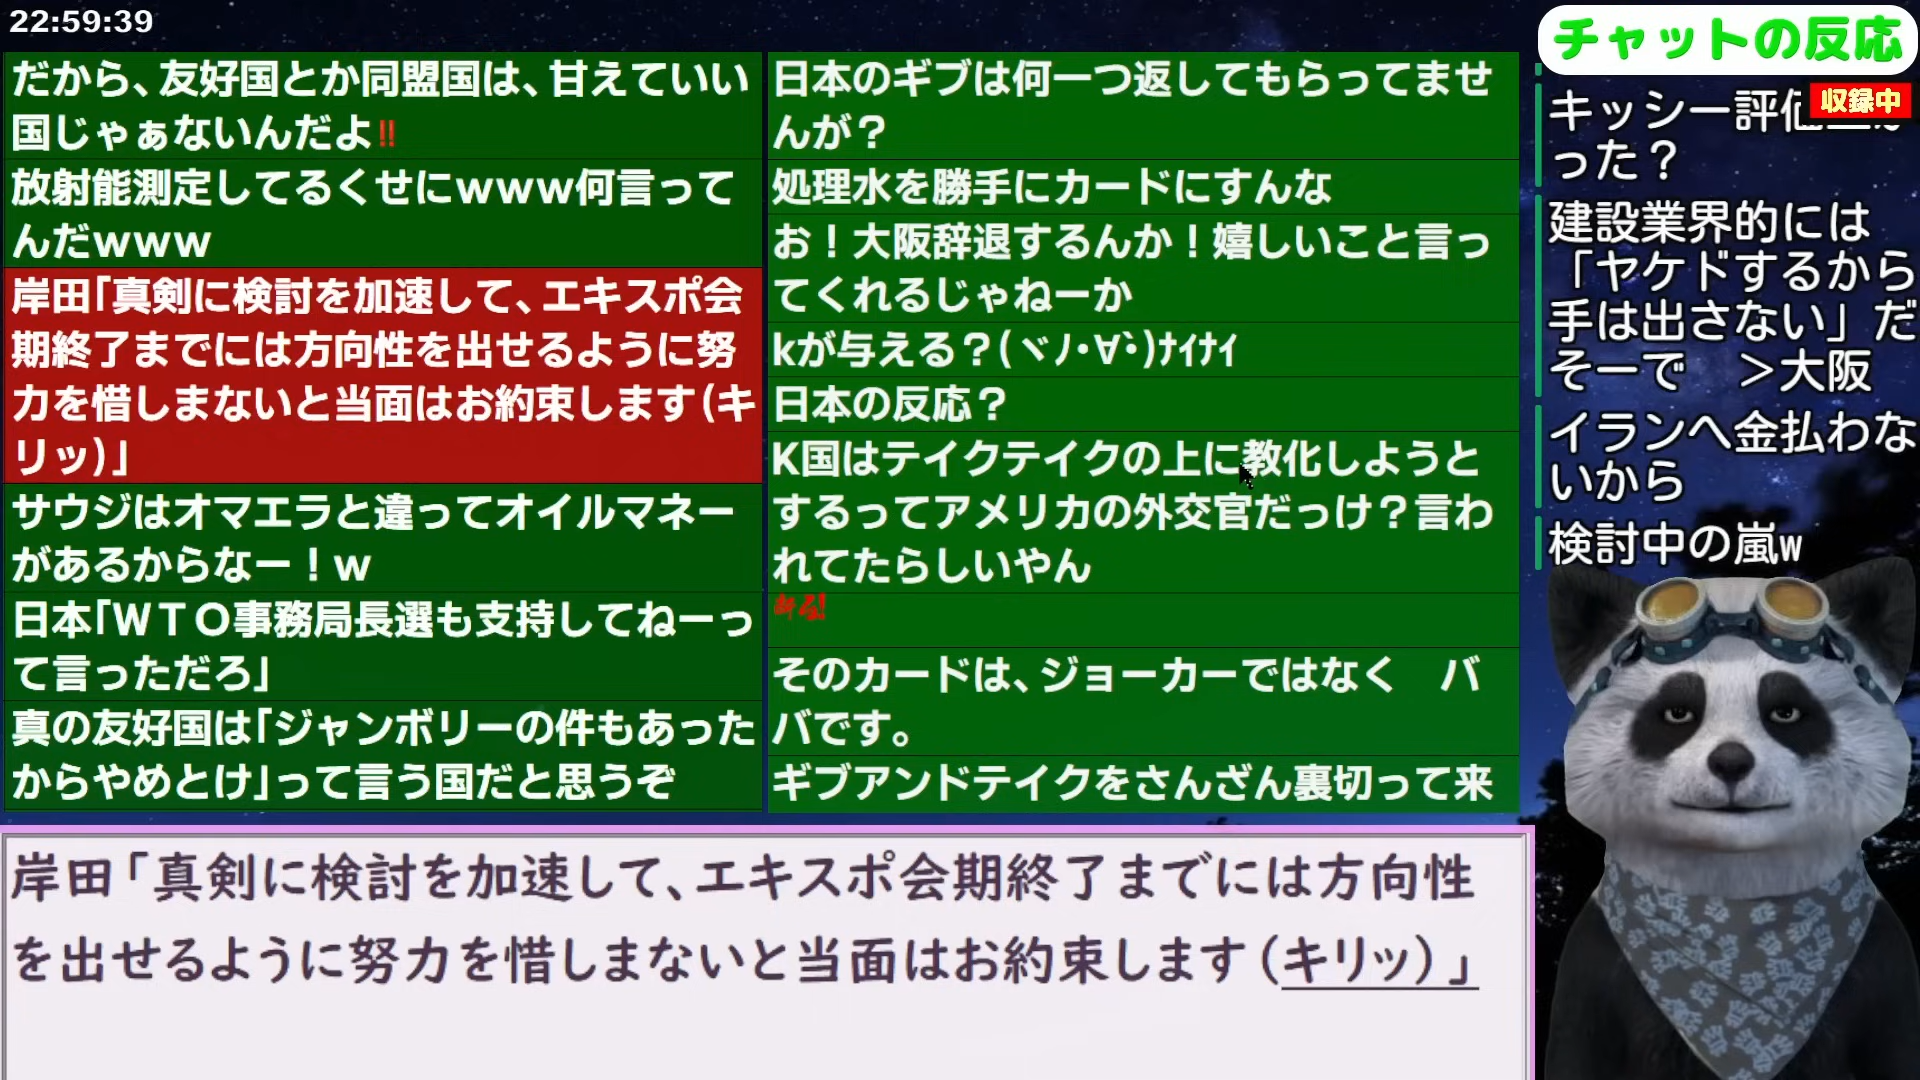 22:59:39
だから、友好国とか同盟国は、甘えていい
国じゃぁないんだよ‼
放射能測定してるくせにｗｗｗ何言って
んだｗｗｗ
岸田「真剣に検討を加速して、エキスポ会
期終了までには方向性を出せるように努
力を惜しまないと当面はお約束します(キ
リッ)」
サウジはオマエラと違ってオイルマネー
があるからなー！ｗ
日本「ＷＴＯ事務局長選も支持してねーっ
て言っただろ」
真の友好国は「ジャンボリーの件もあった
からやめとけ」って言う国だと思うぞ
日本のギブは何一つ返してもらってませ
んが？
処理水を勝手にカードにすんな
お！大阪辞退するんか！嬉しいこと言っ
てくれるじゃねーか
kが与える？(ヾﾉ･∀･`)ﾅｲﾅｲ
日本の反応？
K国はテイクテイクの上に教化しようと
するってアメリカの外交官だっけ？言わ
れてたらしいやん
そのカードは、ジョーカーではなく　バ
バです。
ギブアンドテイクをさんざん裏切って来
チャットの反応
収録中
キッシー評価
った？
建設業界的には
「ヤケドするから
手は出さない」だ
そーで　＞大阪
イランへ金払わな
いから
検討中の嵐w
岸田「真剣に検討を加速して、エキスポ会期終了までには方向性
を出せるように努力を惜しまないと当面はお約束します(キリッ)」